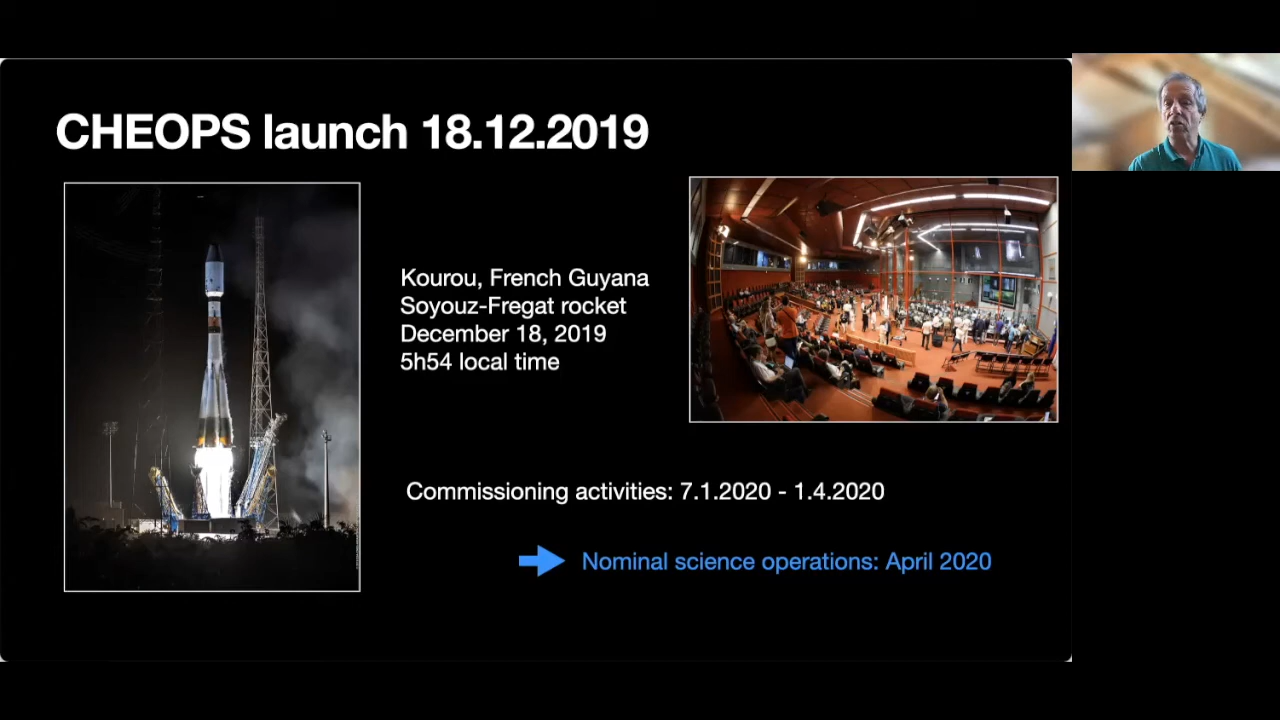 CHEOPS launch 18.12.2019
Kourou, French Guyana
Soyouz-Fregat rocket
December 18, 2019
5h54 local time
Commissioning activities: 7.1.2020 - 1.4.2020
Nominal science operations: April 2020